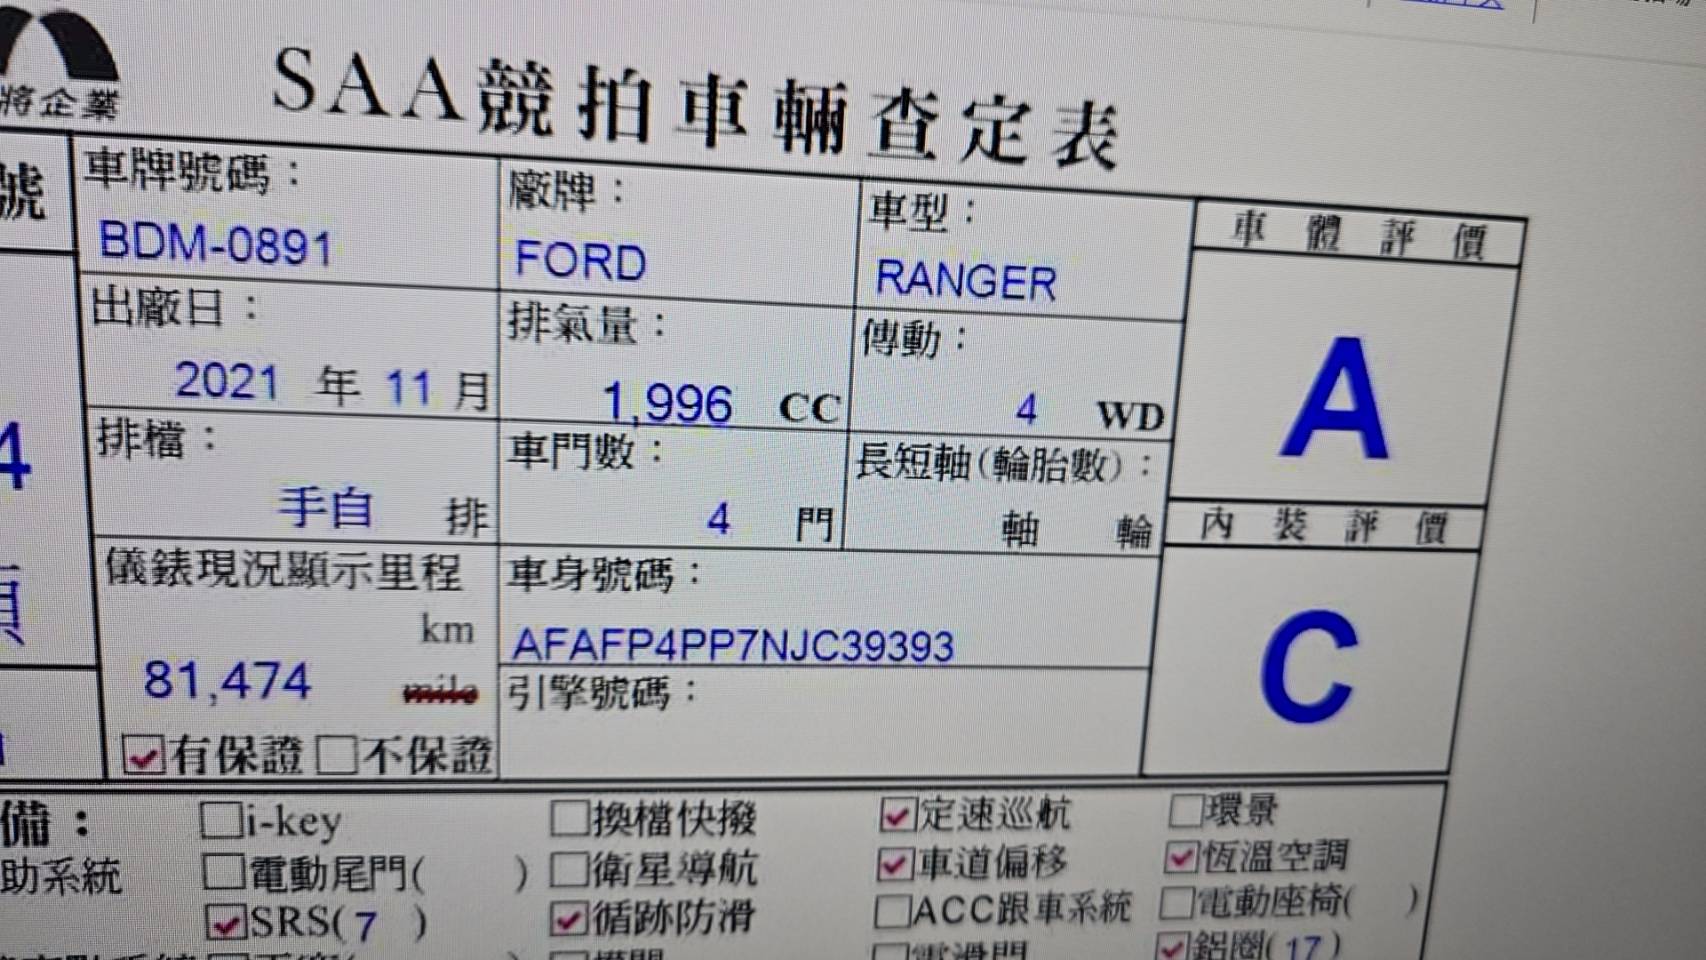 將企業
SAA競拍車輛查定表
號
車牌號碼：
BDM-0891
廠牌：
FORD
車型：
RANGER
車體評價
A
出廠日：
2021 年 11 月
排氣量：
1,996 CC
傳動：
4 WD
4
排檔：
手自 排
車門數：
4 門
長短軸(輪胎數)：
軸 輪
內裝評價
C
儀錶現況顯示里程
km
81,474 mile
有保證 不保證
車身號碼：
AFAFP4PP7NJC39393
引擎號碼：
備： i-key 換檔快撥 定速巡航 環景
助系統 電動尾門( ) 衛星導航 車道偏移 恆溫空調
SRS( 7 ) 循跡防滑 ACC跟車系統 電動座椅( )
鋁圈( 17 )